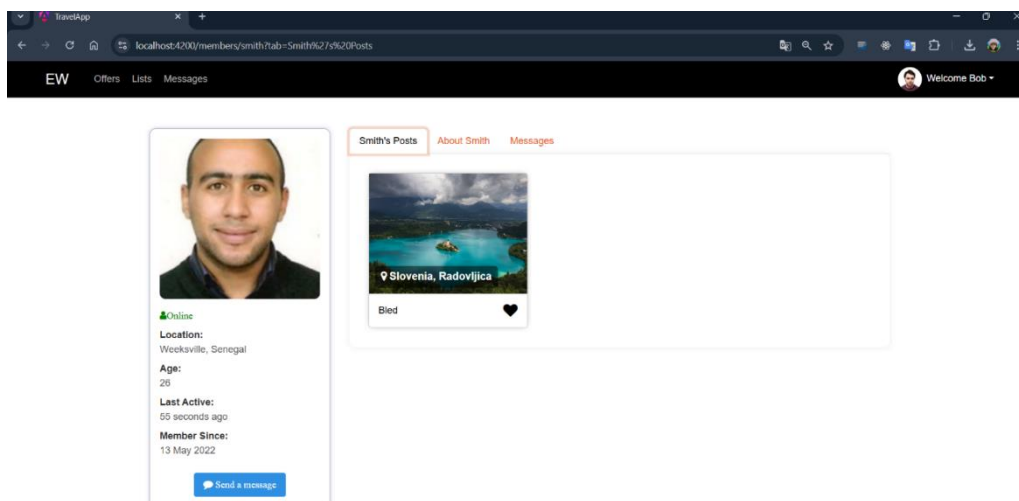 TravelApp
localhost:4200/members/smith?tab=Smith%27s%20Posts
EW Offers Lists Messages Welcome Bob
Smith's Posts About Smith Messages
Slovenia, Radovljica
Bled
Online
Location:
Weeksville, Senegal
Age:
26
Last Active:
55 seconds ago
Member Since:
13 May 2022
Send a message